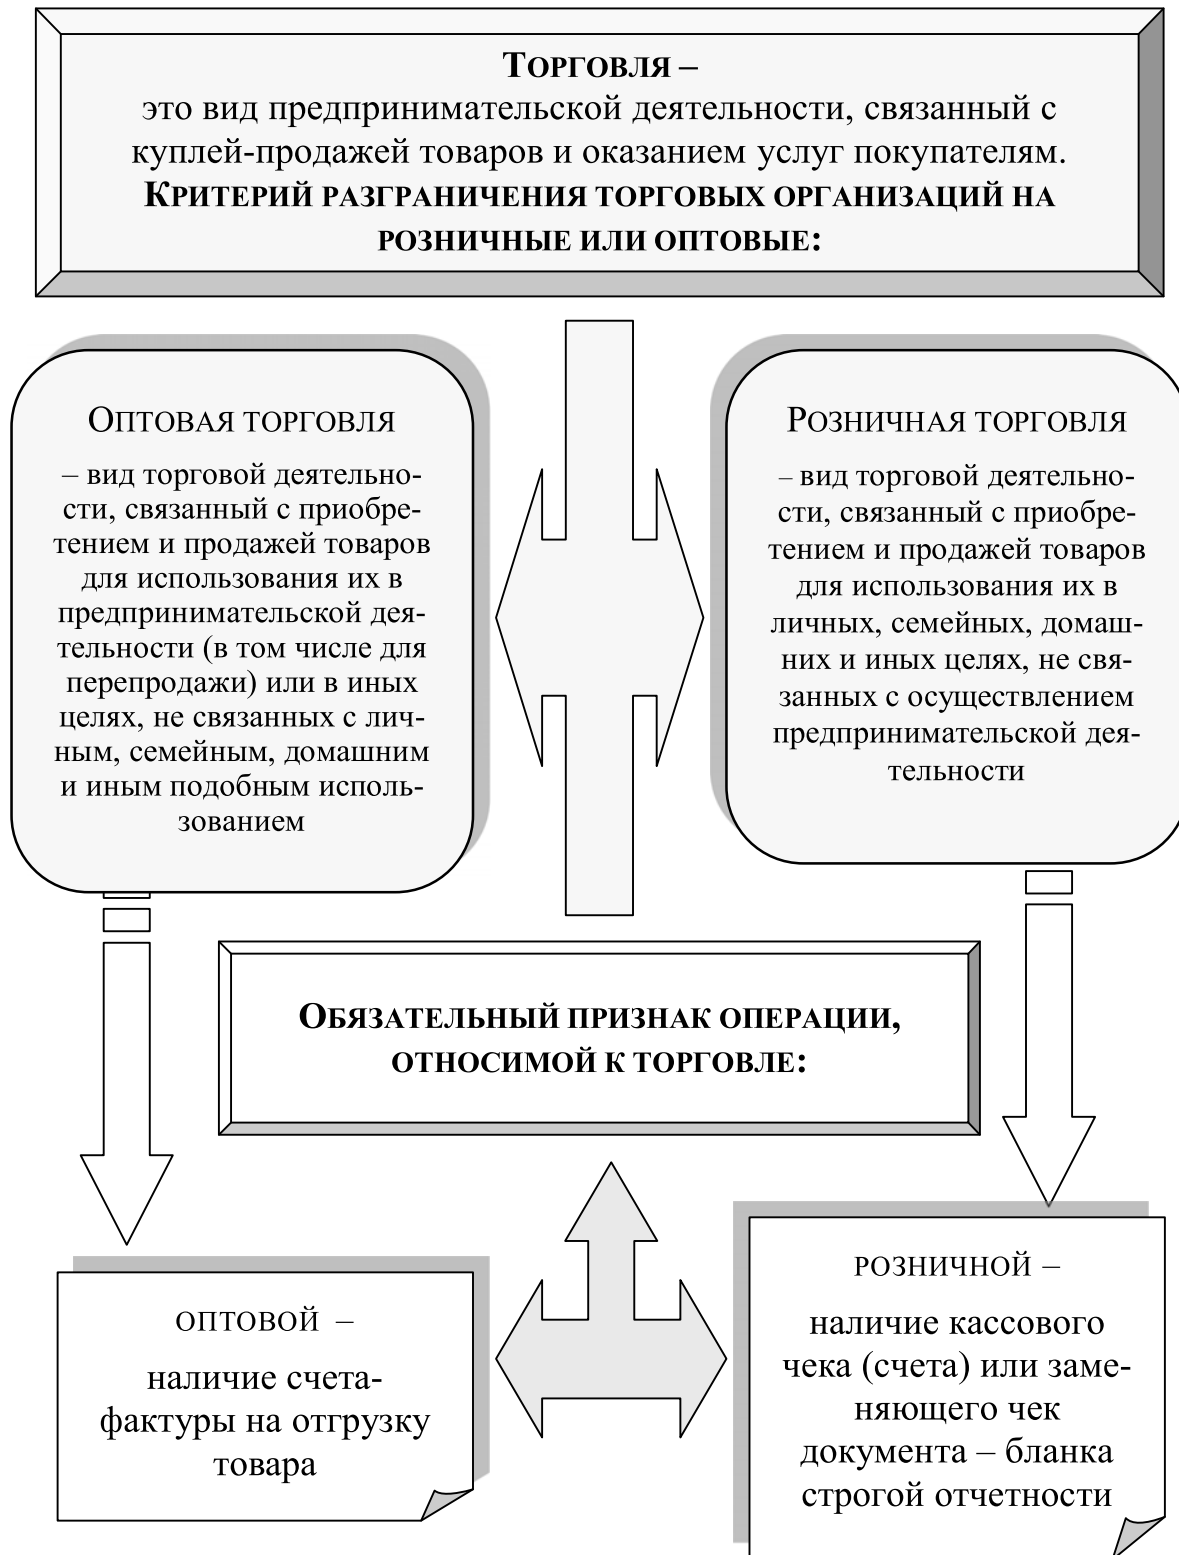 ТОРГОВЛЯ –
это вид предпринимательской деятельности, связанный с
куплей-продажей товаров и оказанием услуг покупателям.
КРИТЕРИЙ РАЗГРАНИЧЕНИЯ ТОРГОВЫХ ОРГАНИЗАЦИЙ НА
РОЗНИЧНЫЕ ИЛИ ОПТОВЫЕ:
ОПТОВАЯ ТОРГОВЛЯ
– вид торговой деятельно-
сти, связанный с приобре-
тением и продажей товаров
для использования их в
предпринимательской дея-
тельности (в том числе для
перепродажи) или в иных
целях, не связанных с лич-
ным, семейным, домашним
и иным подобным исполь-
зованием
РОЗНИЧНАЯ ТОРГОВЛЯ
– вид торговой деятельно-
сти, связанный с приобре-
тением и продажей товаров
для использования их в
личных, семейных, домаш-
них и иных целях, не свя-
занных с осуществлением
предпринимательской дея-
тельности
ОБЯЗАТЕЛЬНЫЙ ПРИЗНАК ОПЕРАЦИИ,
ОТНОСИМОЙ К ТОРГОВЛЕ:
ОПТОВОЙ –
наличие счета-
фактуры на отгрузку
товара
РОЗНИЧНОЙ –
наличие кассового
чека (счета) или заме-
няющего чек
документа – бланка
строгой отчетности